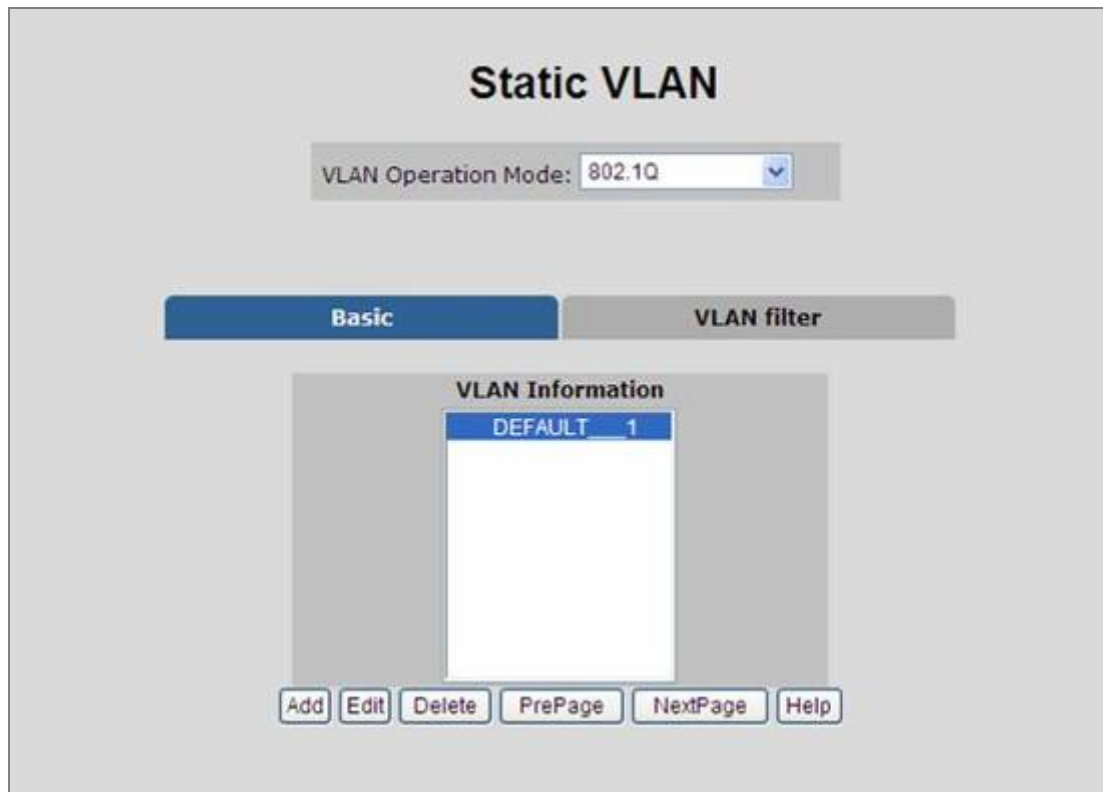 Static VLAN
VLAN Operation Mode: 802.1Q
Basic VLAN filter
VLAN Information
DEFAULT___1
Add Edit Delete PrePage NextPage Help